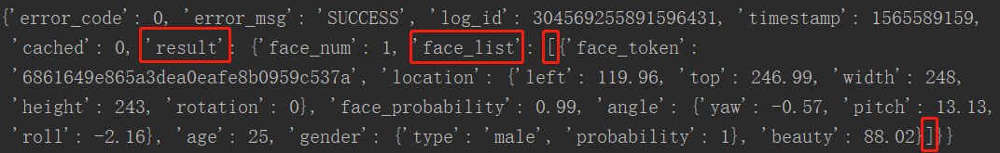 {'error_code': 0, 'error_msg': 'SUCCESS', 'log_id': 304569255891596431, 'timestamp': 1565589159,
'cached': 0, 'result': {'face_num': 1, 'face_list': [{'face_token':
'6861649e865a3dea0eafe8b0959c537a', 'location': {'left': 119.96, 'top': 246.99, 'width': 248,
'height': 243, 'rotation': 0}, 'face_probability': 0.99, 'angle': {'yaw': -0.57, 'pitch': 13.13,
'roll': -2.16}, 'age': 25, 'gender': {'type': 'male', 'probability': 1}, 'beauty': 88.02}]}}